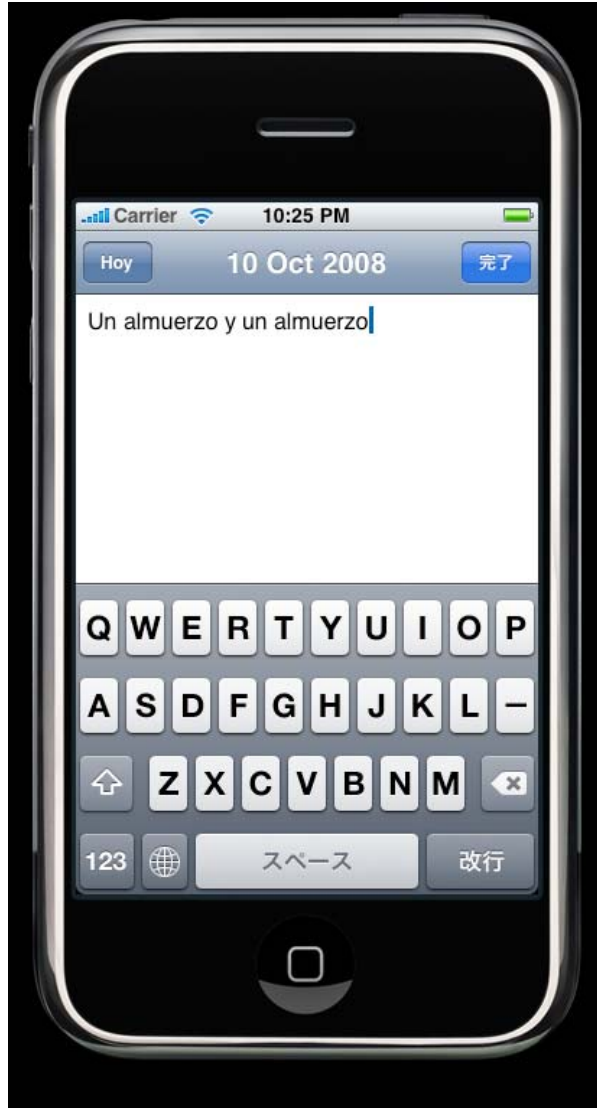 Carrier 10:25 PM
Hoy 10 Oct 2008 完了
Un almuerzo y un almuerzo
Q W E R T Y U I O P
A S D F G H J K L ー
Z X C V B N M
123 スペース 改行